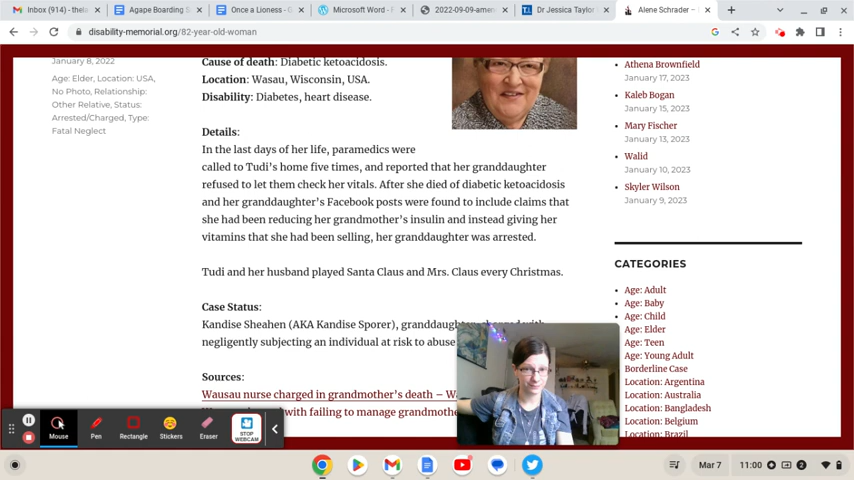 Inbox (914) - thela
Agape Boarding S
Once a Lioness - G
Microsoft Word - F
2022-09-09-amen
Dr Jessica Taylor
Alene Schrader –
disability-memorial.org/82-year-old-woman
January 8, 2022
Age: Elder, Location: USA,
No Photo, Relationship:
Other Relative, Status:
Arrested/Charged, Type:
Fatal Neglect
Cause of death: Diabetic ketoacidosis.
Location: Wasau, Wisconsin, USA.
Disability: Diabetes, heart disease.
Details:
In the last days of her life, paramedics were
called to Tudi's home five times, and reported that her granddaughter
refused to let them check her vitals. After she died of diabetic ketoacidosis
and her granddaughter's Facebook posts were found to include claims that
she had been reducing her grandmother's insulin and instead giving her
vitamins that she had been selling, her granddaughter was arrested.
Tudi and her husband played Santa Claus and Mrs. Claus every Christmas.
Case Status:
Kandise Sheahen (AKA Kandise Sporer), granddaughter, charged with
negligently subjecting an individual at risk to abuse
Sources:
Wausau nurse charged in grandmother's death – W
with failing to manage grandmothe
Athena Brownfield
January 17, 2023
Kaleb Bogan
January 15, 2023
Mary Fischer
January 13, 2023
Walid
January 10, 2023
Skyler Wilson
January 9, 2023
CATEGORIES
Age: Adult
Age: Baby
Age: Child
Age: Elder
Age: Teen
Age: Young Adult
Borderline Case
Location: Argentina
Location: Australia
Location: Bangladesh
Location: Belgium
Location: Brazil
Mouse
Pen
Rectangle
Stickers
Eraser
STOP
WEBCAM
Mar 7
11:00
2